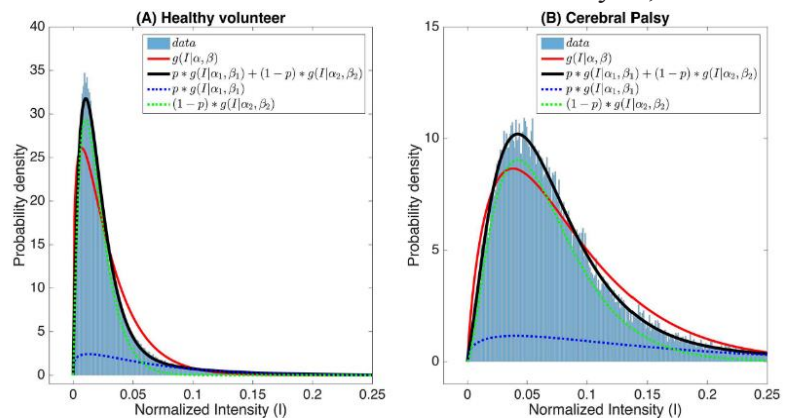 (A) Healthy volunteer
40
35
30
25
20
15
10
5
0
Probability density
data
g(I|α, β)
p * g(I|α₁, β₁) + (1 − p) * g(I|α₂, β₂)
p * g(I|α₁, β₁)
(1 − p) * g(I|α₂, β₂)
0 0.05 0.1 0.15 0.2 0.25
Normalized Intensity (I)
(B) Cerebral Palsy
15
10
5
0
Probability density
data
g(I|α, β)
p * g(I|α₁, β₁) + (1 − p) * g(I|α₂, β₂)
p * g(I|α₁, β₁)
(1 − p) * g(I|α₂, β₂)
0 0.05 0.1 0.15 0.2 0.25
Normalized Intensity (I)